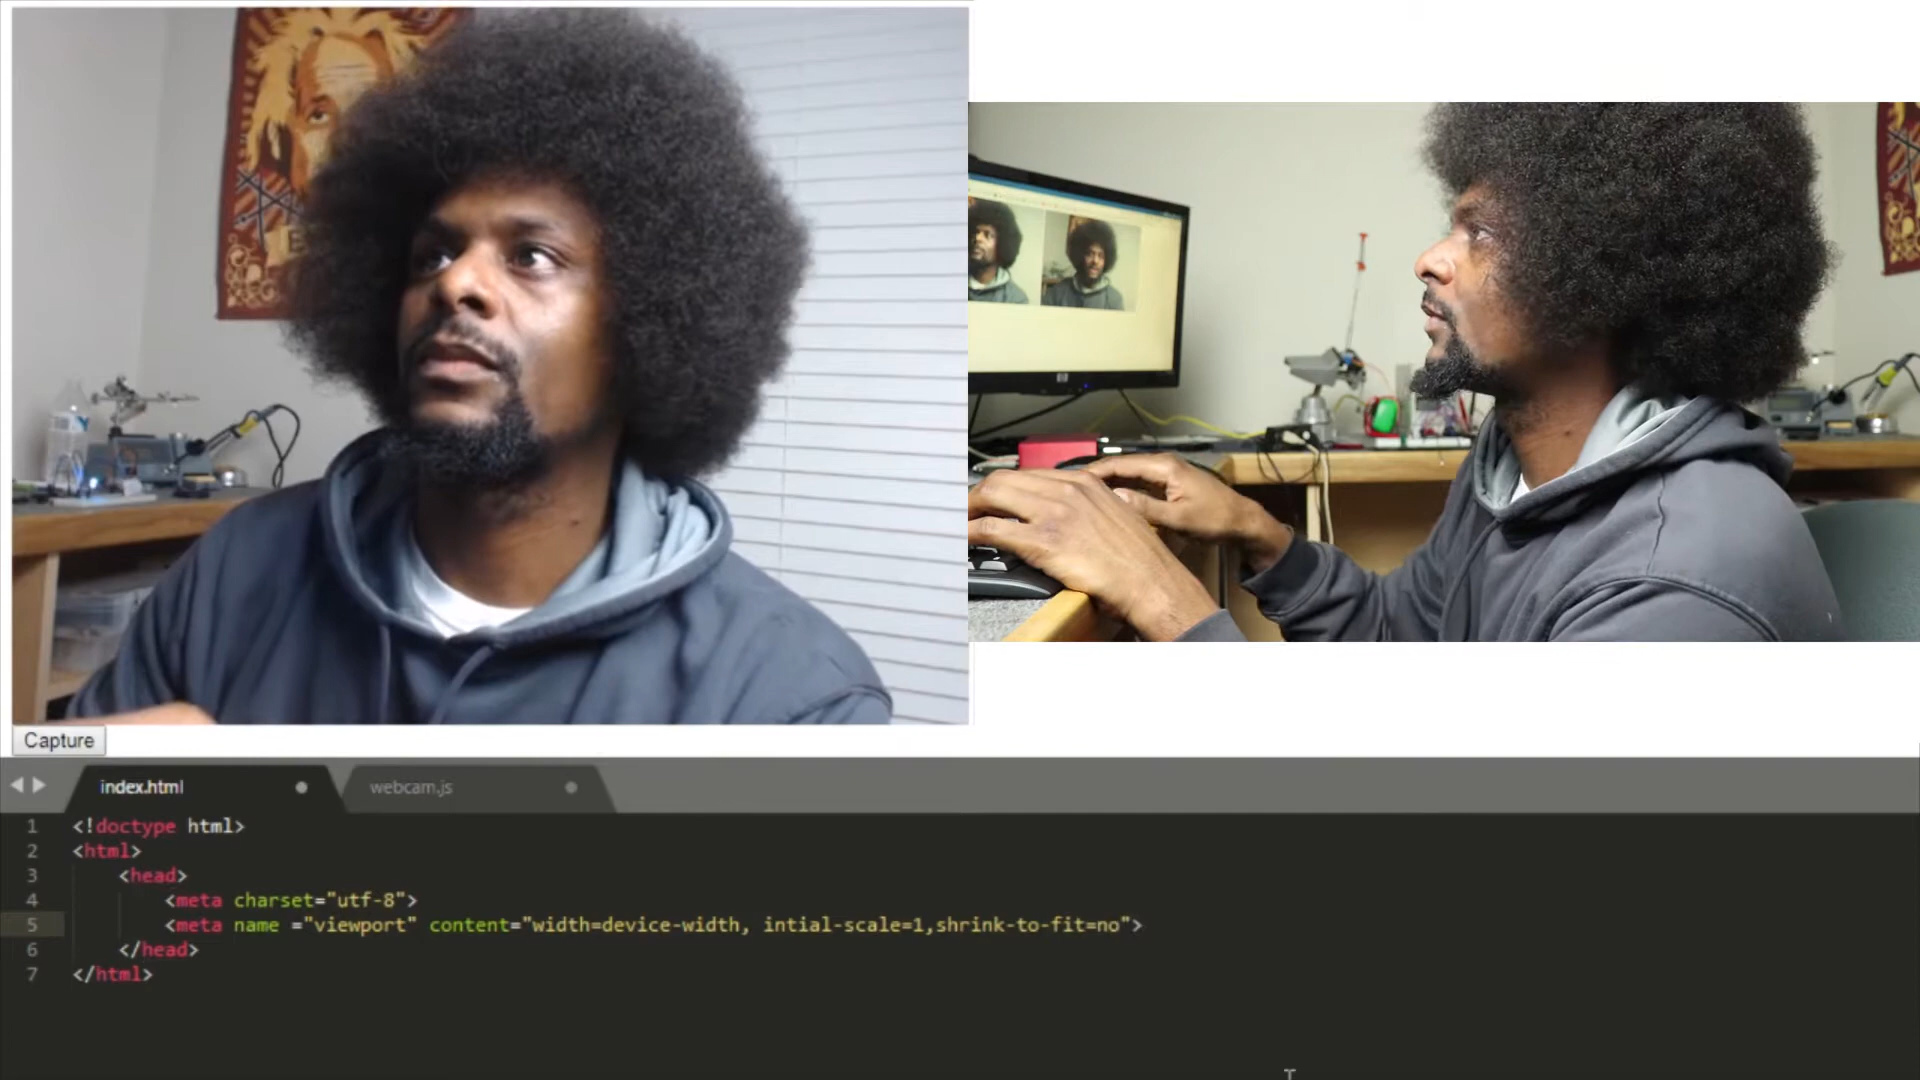 Capture
index.html
webcam.js
1 <!doctype html>
2 <html>
3 <head>
4 <meta charset="utf-8">
5 <meta name ="viewport" content="width=device-width, intial-scale=1,shrink-to-fit=no">
6 </head>
7 </html>